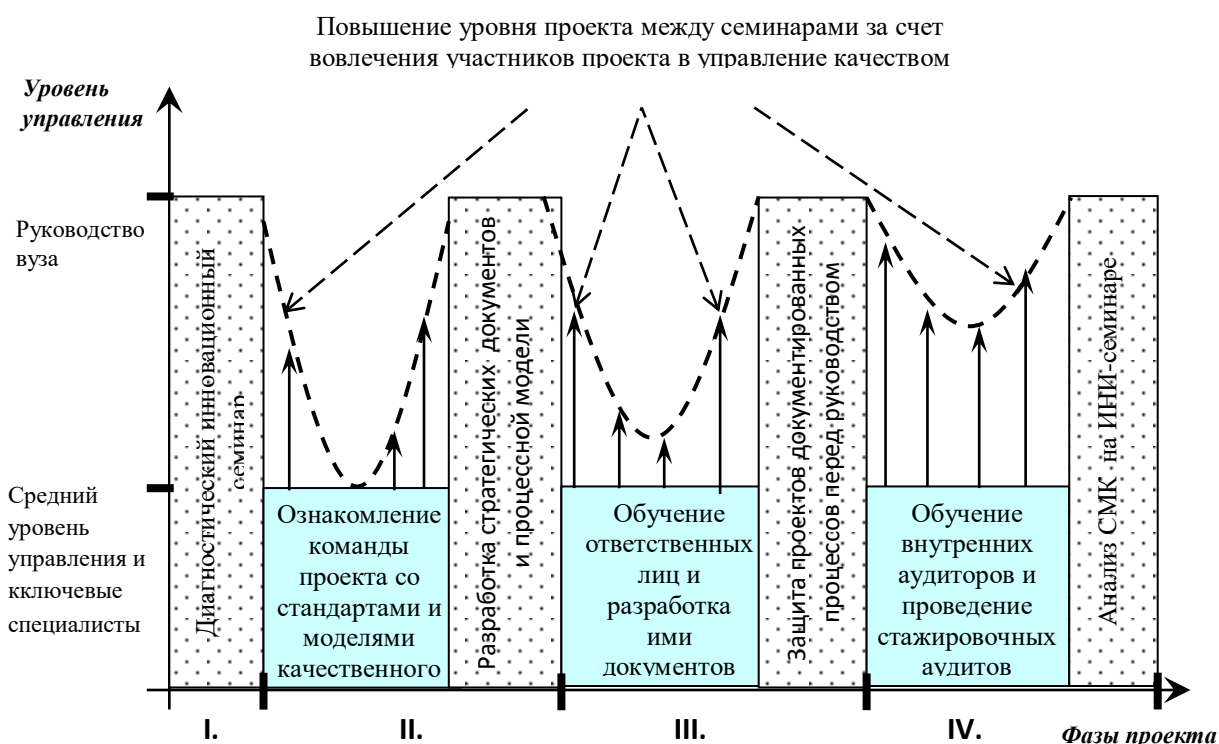 Повышение уровня проекта между семинарами за счет
вовлечения участников проекта в управление качеством
Уровень
управления
Руководство
вуза
Средний
уровень
управления и
кключевые
специалисты
Диагностический инновационный
семинар
Ознакомление
команды
проекта со
стандартами и
моделями
качественного
Разработка стратегических документов
и процессной модели
Обучение
ответственных
лиц и
разработка
ими
документов
Защита проектов документированных
процессов перед руководством
Обучение
внутренних
аудиторов и
проведение
стажировочных
аудитов
Анализ СМК на ИНИ-семинаре
I.
II.
III.
IV.
Фазы проекта